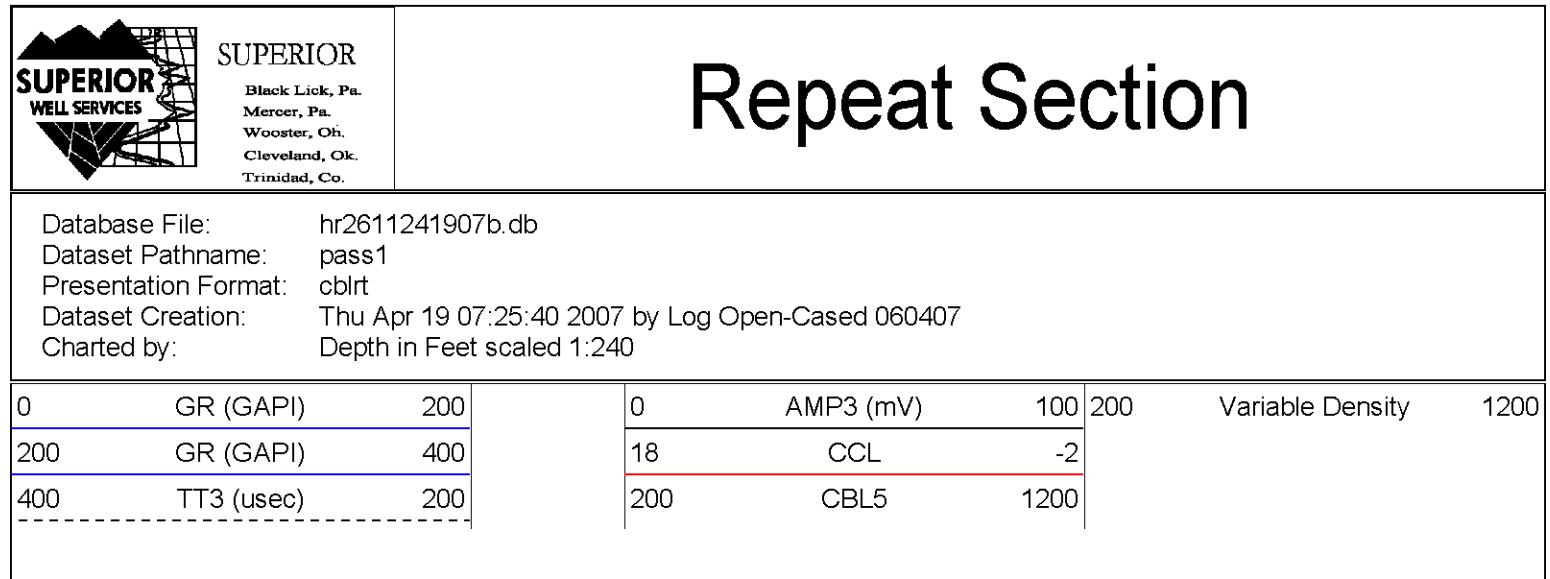 SUPERIOR
WELL SERVICES
SUPERIOR
Black Lick, Pa.
Mercer, Pa.
Wooster, Oh.
Cleveland, Ok.
Trinidad, Co.
Repeat Section
Database File: hr2611241907b.db
Dataset Pathname: pass1
Presentation Format: cblrt
Dataset Creation: Thu Apr 19 07:25:40 2007 by Log Open-Cased 060407
Charted by: Depth in Feet scaled 1:240
0 GR (GAPI) 200 0 AMP3 (mV) 100 200 Variable Density 1200
200 GR (GAPI) 400 18 CCL -2
400 TT3 (usec) 200 200 CBL5 1200